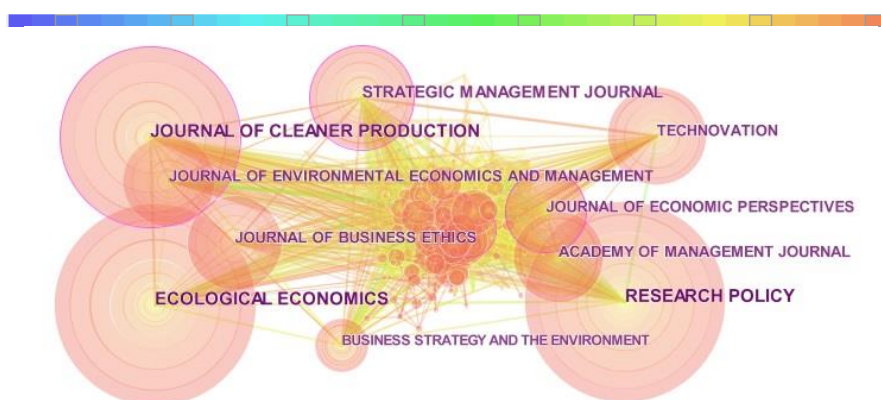 STRATEGIC MANAGEMENT JOURNAL
JOURNAL OF CLEANER PRODUCTION
TECHNOVATION
JOURNAL OF ENVIRONMENTAL ECONOMICS AND MANAGEMENT
JOURNAL OF ECONOMIC PERSPECTIVES
JOURNAL OF BUSINESS ETHICS
ACADEMY OF MANAGEMENT JOURNAL
ECOLOGICAL ECONOMICS
RESEARCH POLICY
BUSINESS STRATEGY AND THE ENVIRONMENT